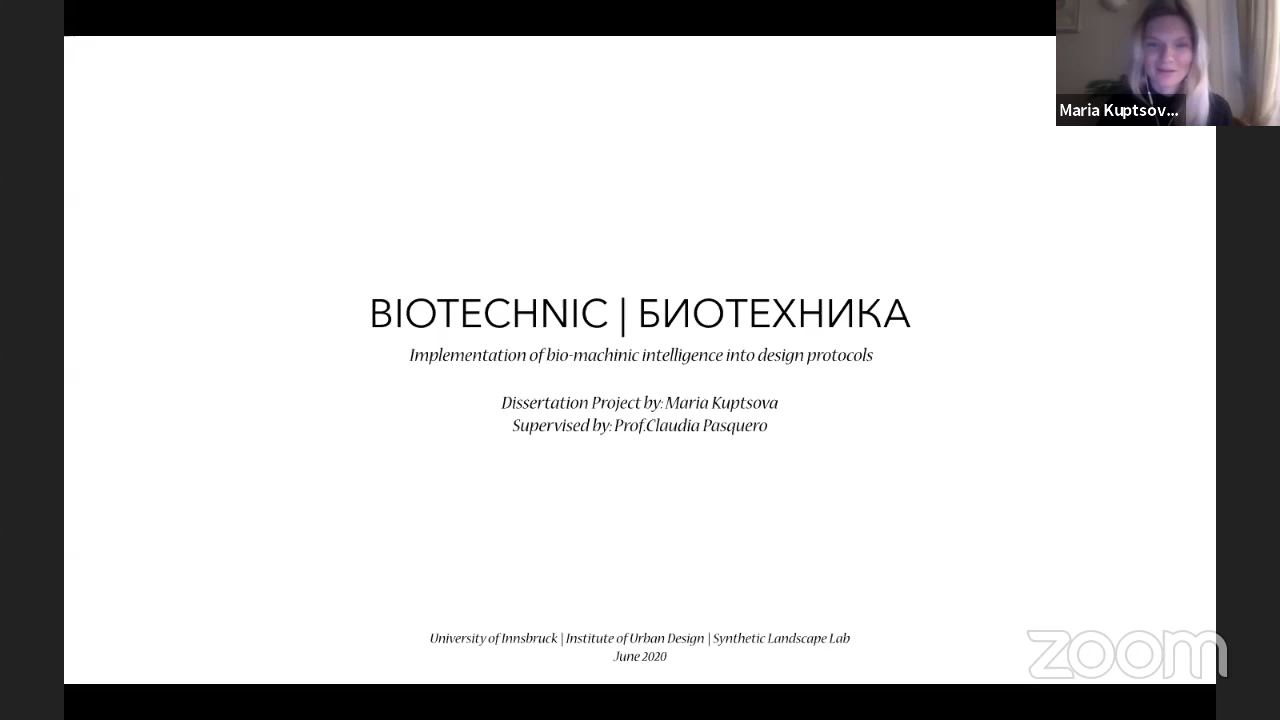 Maria Kuptsov...
BIOTECHNIC | БИОТЕХНИКА
Implementation of bio-machinic intelligence into design protocols
Dissertation Project by: Maria Kuptsova
Supervised by: Prof.Claudia Pasquero
University of Innsbruck | Institute of Urban Design | Synthetic Landscape Lab
June 2020
zoom